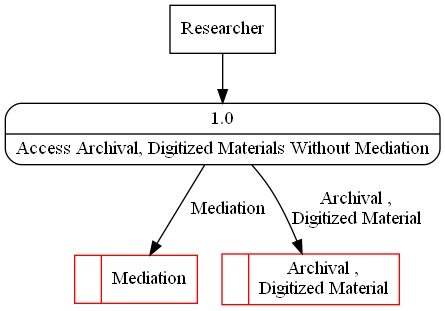 Researcher
1.0
Access Archival, Digitized Materials Without Mediation
Mediation
Archival ,
Digitized Material
Mediation
Archival ,
Digitized Material